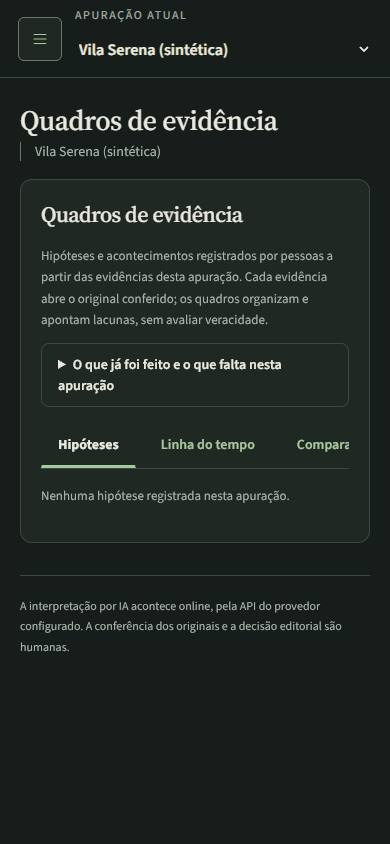 APURAÇÃO ATUAL
Vila Serena (sintética)
Quadros de evidência
Vila Serena (sintética)
Quadros de evidência
Hipóteses e acontecimentos registrados por pessoas a
partir das evidências desta apuração. Cada evidência
abre o original conferido; os quadros organizam e
apontam lacunas, sem avaliar veracidade.
O que já foi feito e o que falta nesta
apuração
Hipóteses Linha do tempo Compara
Nenhuma hipótese registrada nesta apuração.
A interpretação por IA acontece online, pela API do provedor
configurado. A conferência dos originais e a decisão editorial são
humanas.